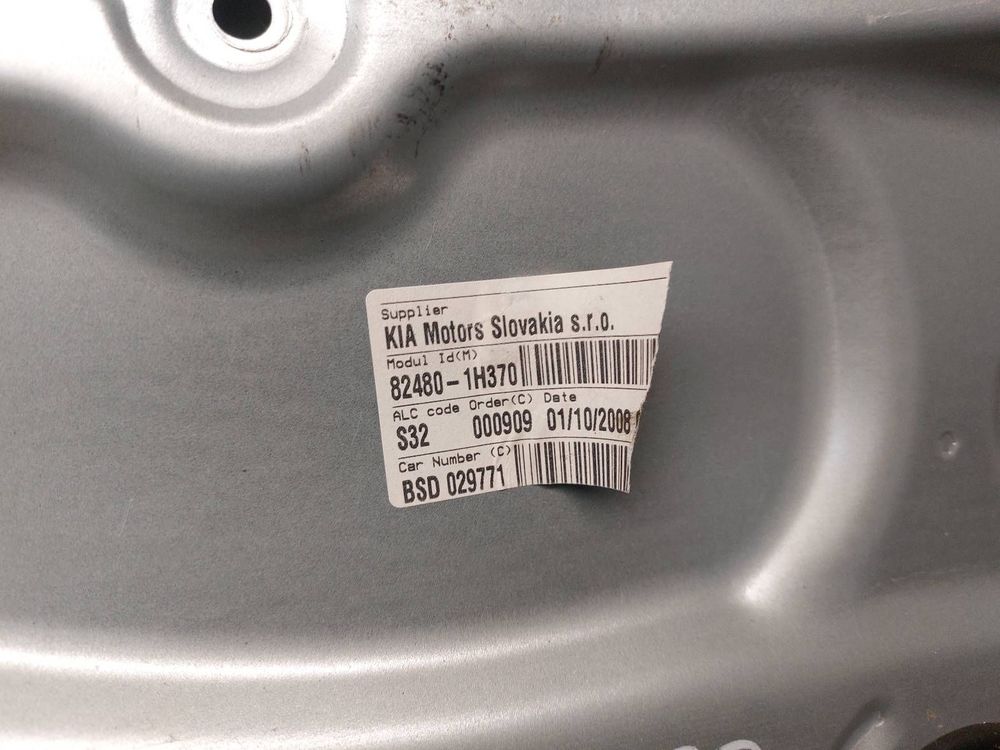 Supplier
KIA Motors Slovakia s.r.o.
Modul Id(M)
82480-1H370
ALC code Order(C) Date
S32 000909 01/10/2008
Car Number (C)
BSD 029771